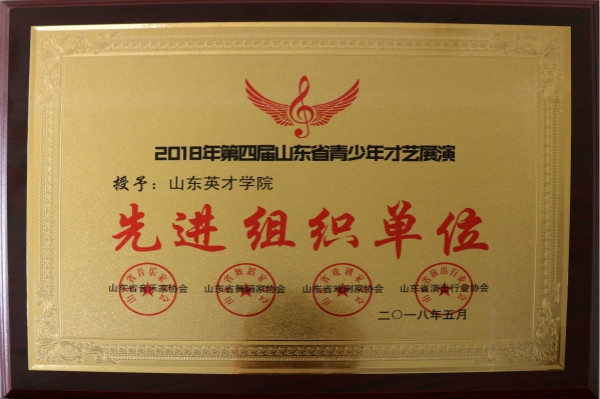 2018年第四届山东省青少年才艺展演
授予：山东英才学院
先进组织单位
山东省音乐家协会 山东省舞蹈家协会 山东省戏剧家协会 山东省演出行业协会
二〇一八年五月